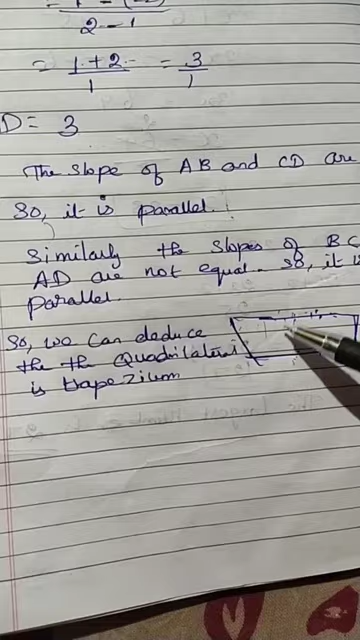 2 - 1
= 1 + 2 / 1 = 3 / 1
D = 3
The slope of AB and CD are
So, it is parallel.
Similarly the slopes of BC
AD are not equal. So, it is
parallel.
So, we can deduce
the the Quadrilateral
is trapezium